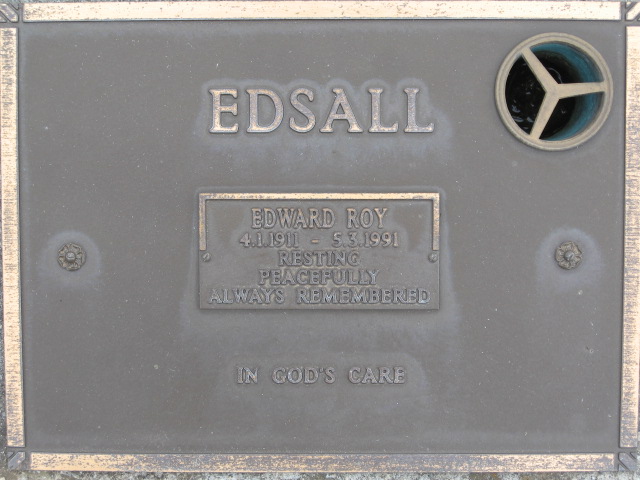 EDSALL
EDWARD ROY
4.1.1911 - 5.3.1991
RESTING
PEACEFULLY
ALWAYS REMEMBERED
IN GOD'S CARE